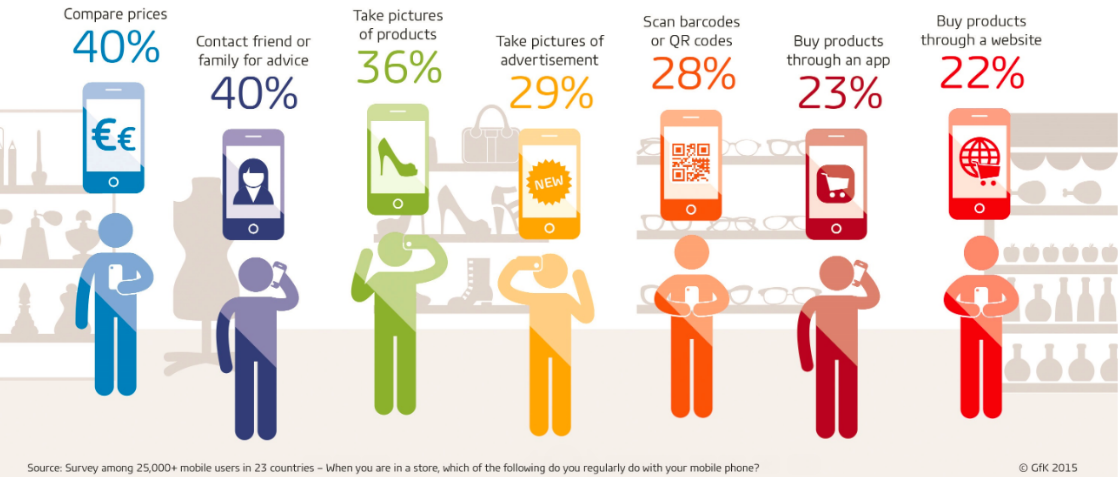 Compare prices
40%
Contact friend or
family for advice
40%
Take pictures
of products
36%
Take pictures of
advertisement
29%
Scan barcodes
or QR codes
28%
Buy products
through an app
23%
Buy products
through a website
22%
€€
NEW
Source: Survey among 25,000+ mobile users in 23 countries – When you are in a store, which of the following do you regularly do with your mobile phone?
© GfK 2015